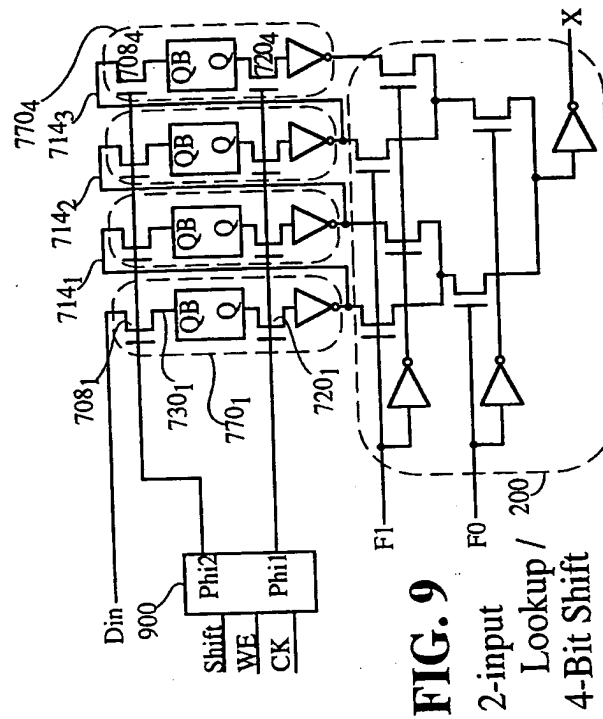 770₄
714₃
714₂
714₁
708₁
708₄
730₁
QB
Q
QB
Q
QB
Q
QB
Q
720₄
720₁
770₁
Din
900
Phi2
Phi1
Shift
WE
CK
F1
F0
200
X
FIG. 9
2-input
Lookup /
4-Bit Shift